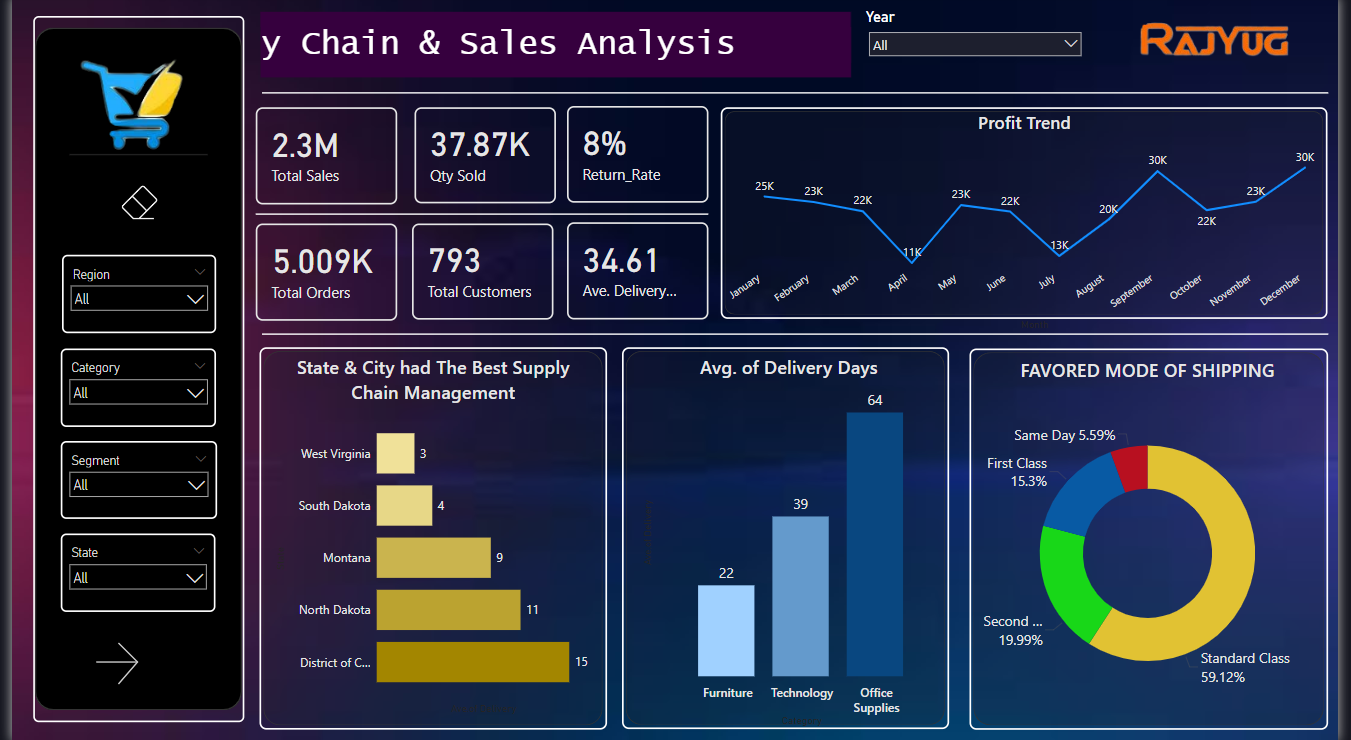 y Chain & Sales Analysis
Year
All
RAJYUG
Region
All
Category
All
Segment
All
State
All
2.3M
Total Sales
37.87K
Qty Sold
8%
Return_Rate
5.009K
Total Orders
793
Total Customers
34.61
Ave. Delivery...
Profit Trend
25K
23K
22K
11K
23K
22K
13K
20K
30K
22K
23K
30K
January
February
March
April
May
June
July
August
September
October
November
December
Month
State & City had The Best Supply
Chain Management
West Virginia
3
South Dakota
4
Montana
9
North Dakota
11
District of C...
15
Avg. of Delivery Days
22
39
64
Furniture
Technology
Office
Supplies
FAVORED MODE OF SHIPPING
Same Day 5.59%
First Class
15.3%
Second ...
19.99%
Standard Class
59.12%